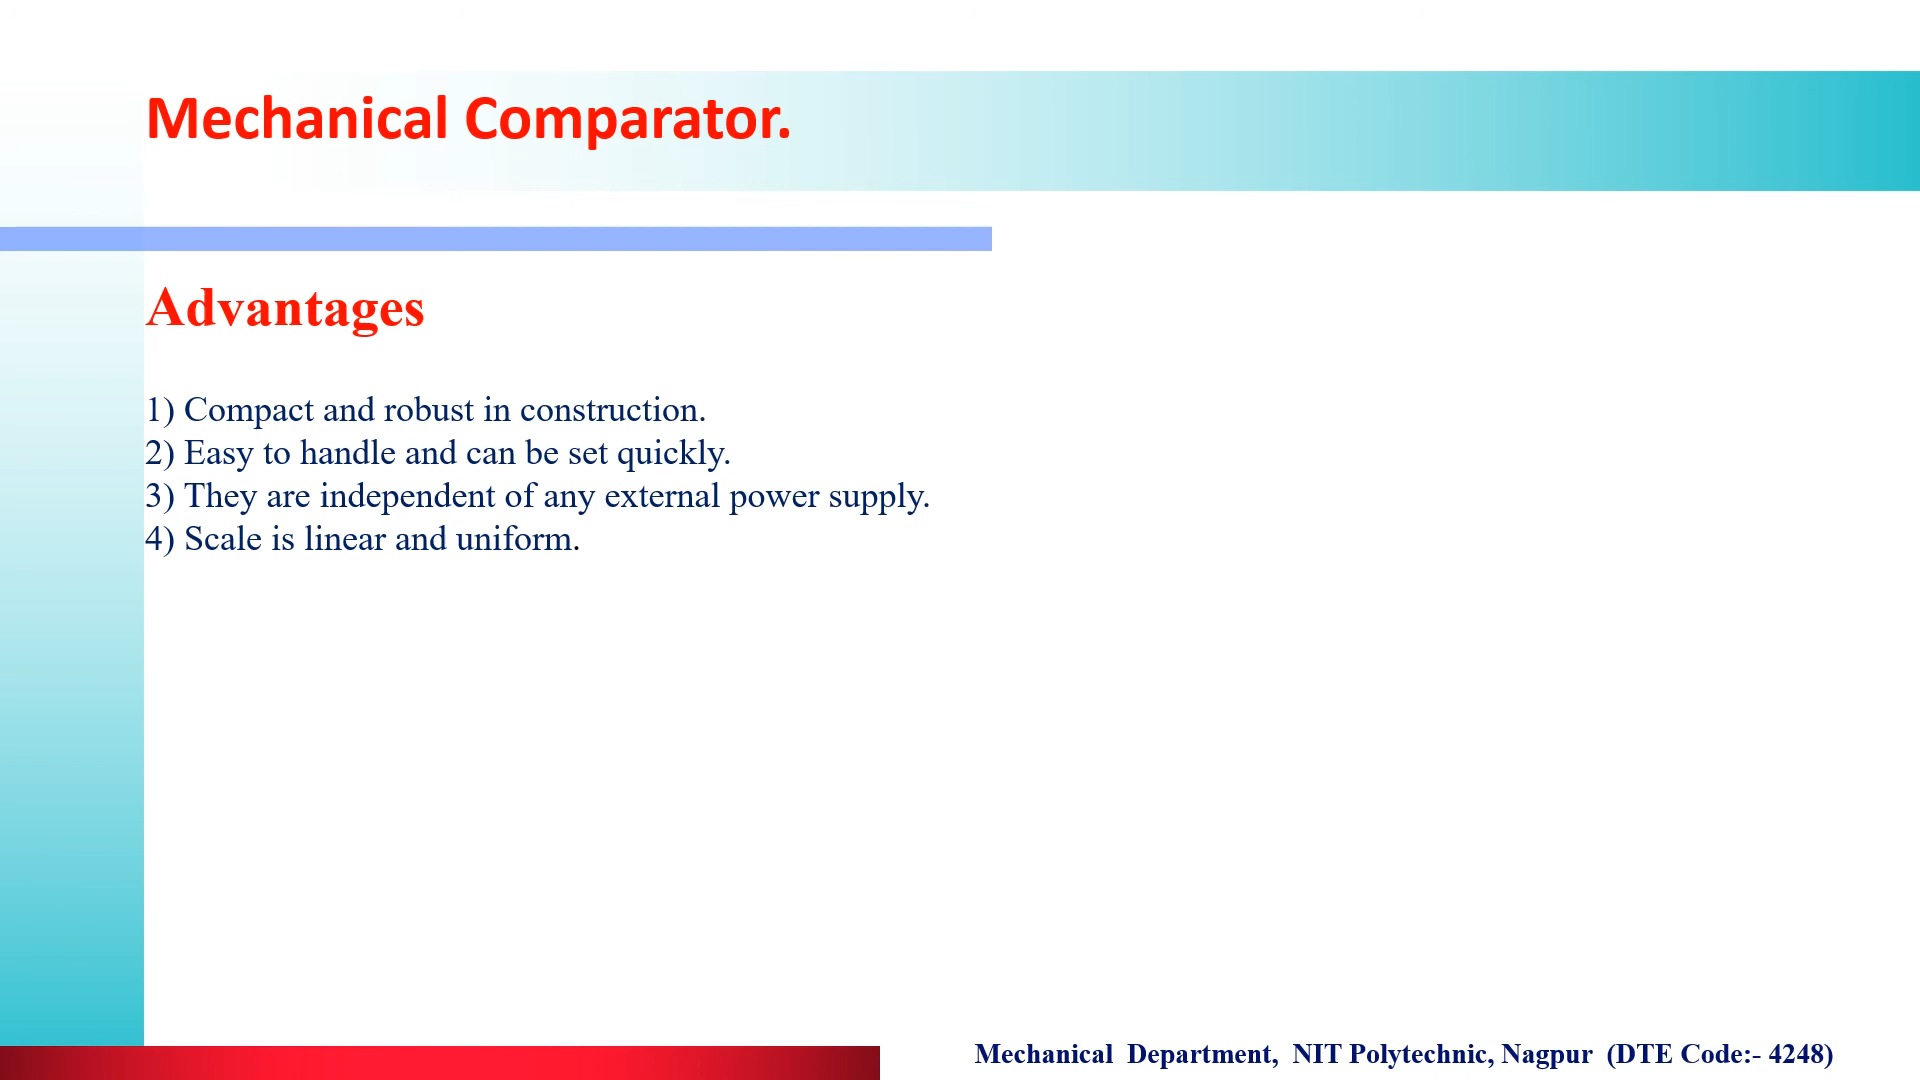 Mechanical Comparator.
Advantages
1) Compact and robust in construction.
2) Easy to handle and can be set quickly.
3) They are independent of any external power supply.
4) Scale is linear and uniform.
Mechanical Department, NIT Polytechnic, Nagpur (DTE Code:- 4248)